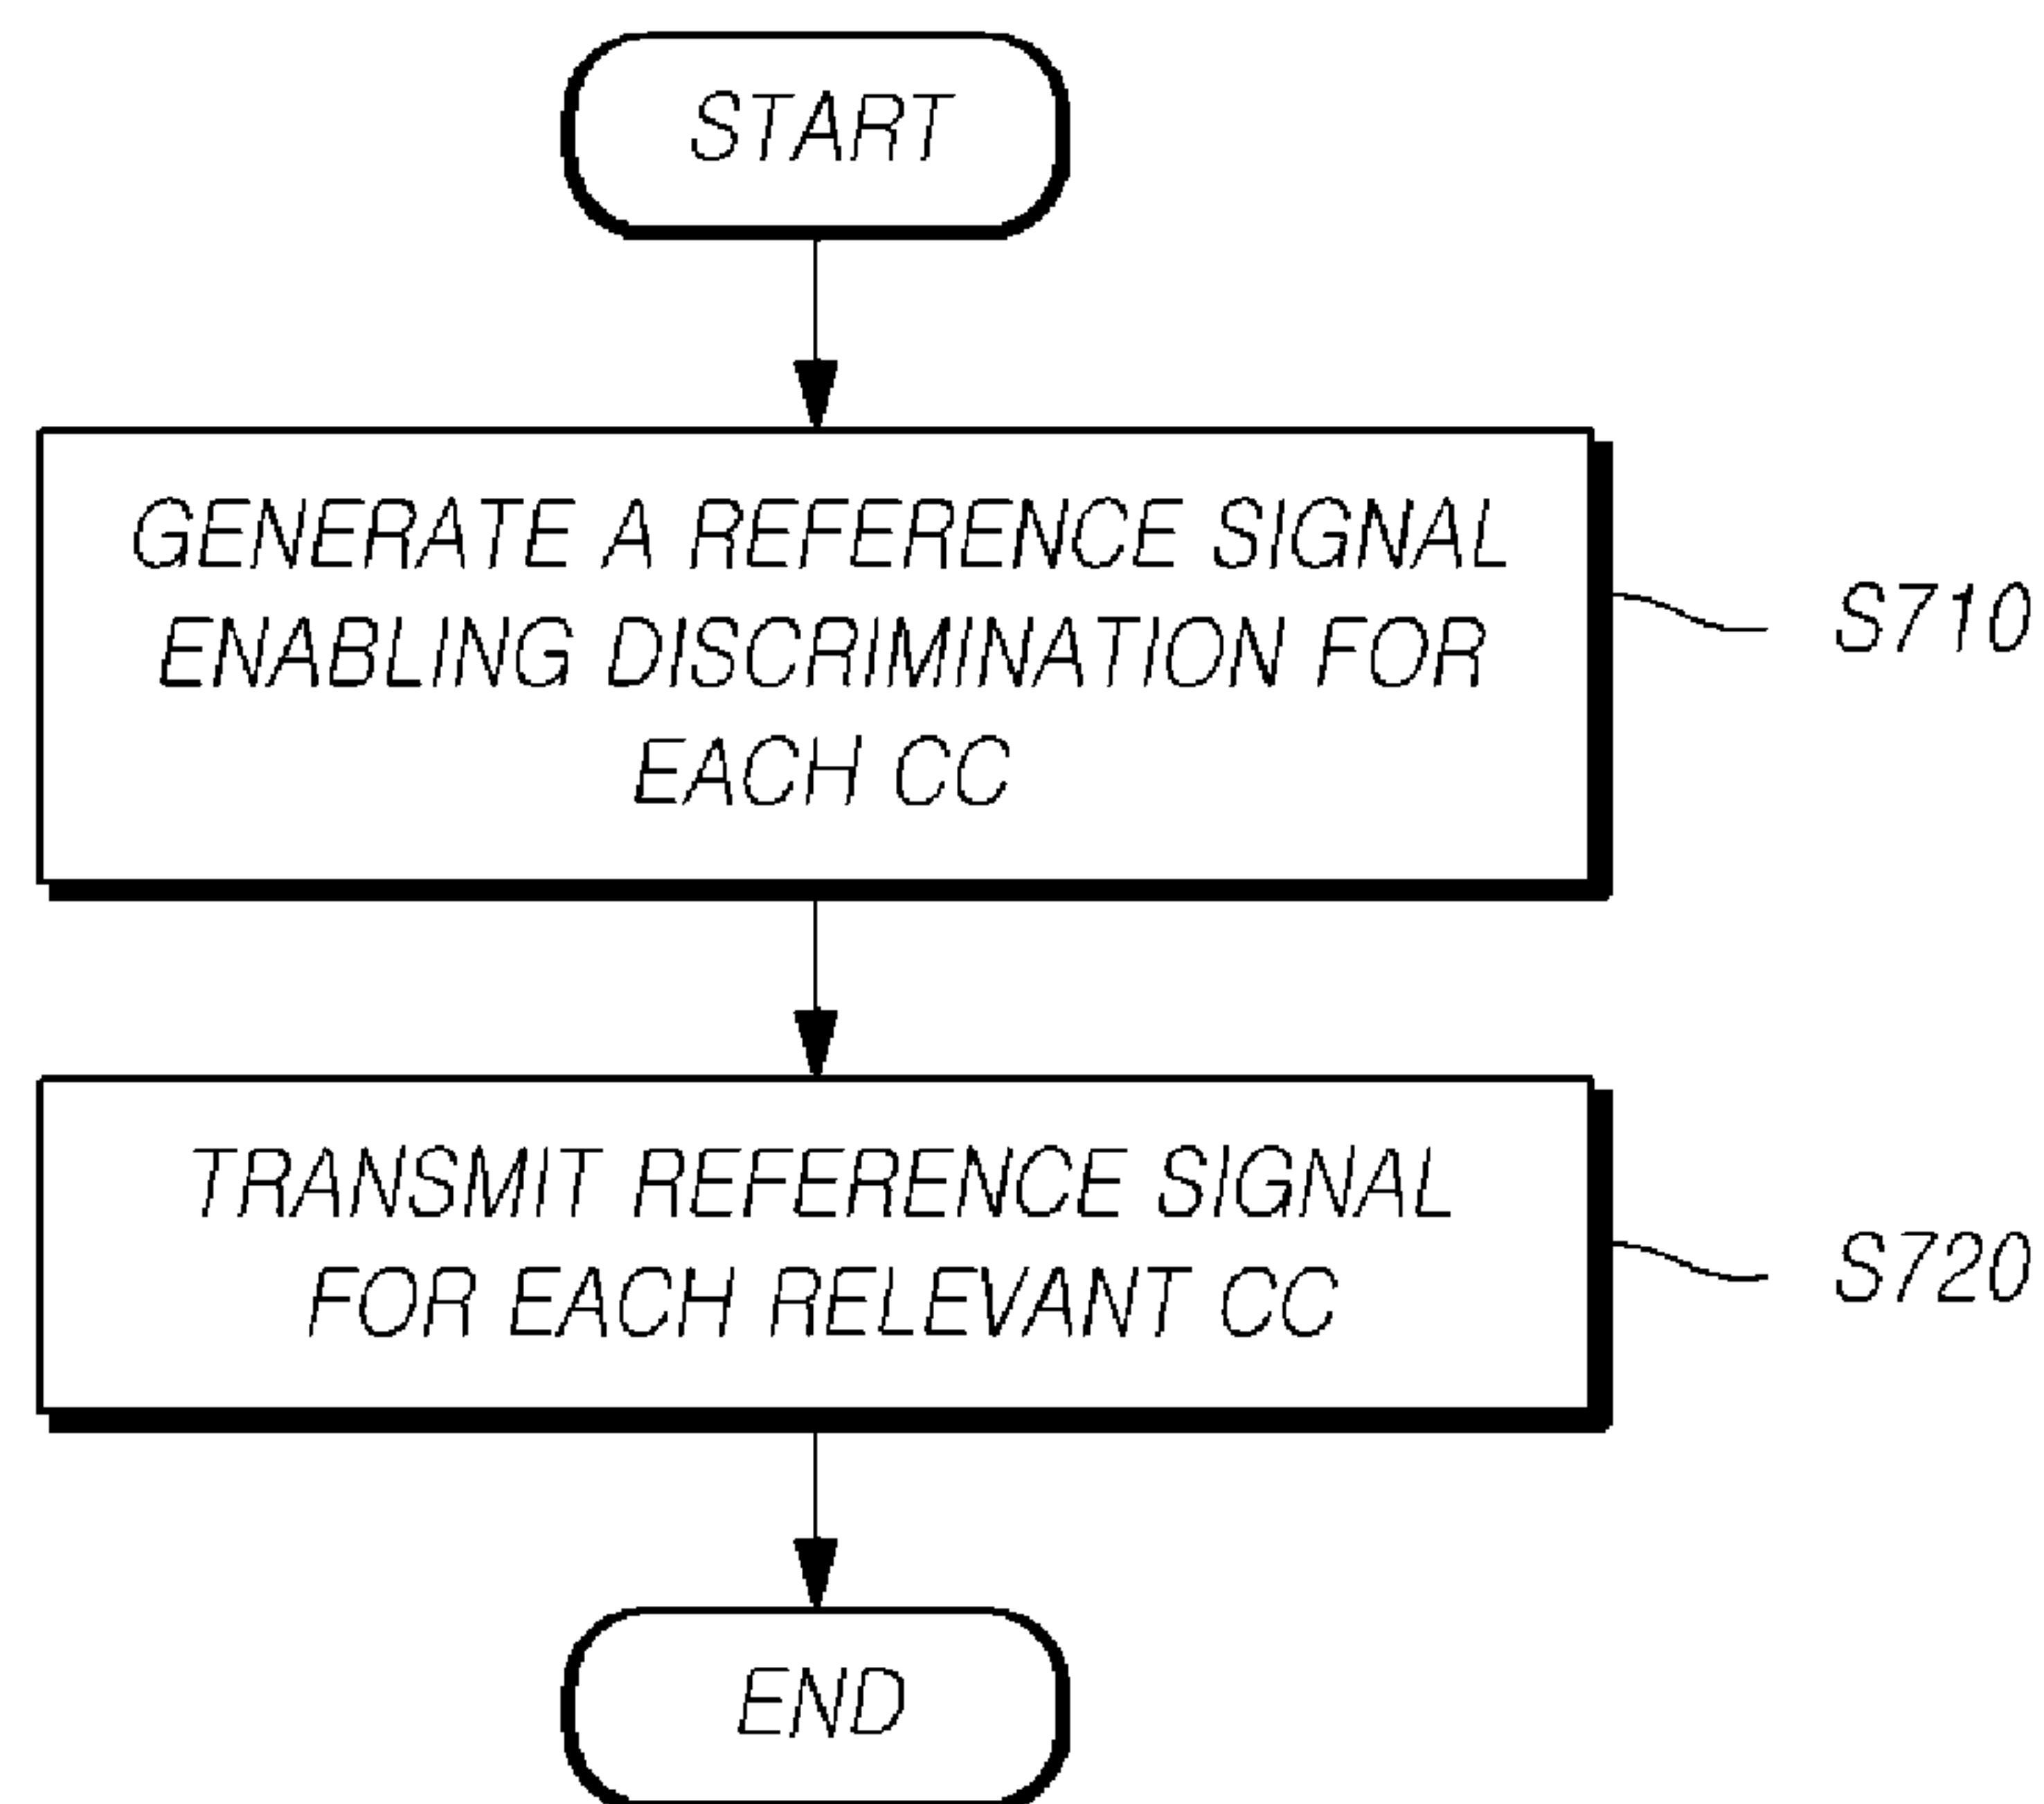 START
GENERATE A REFERENCE SIGNAL
ENABLING DISCRIMINATION FOR
EACH CC
S710
TRANSMIT REFERENCE SIGNAL
FOR EACH RELEVANT CC
S720
END